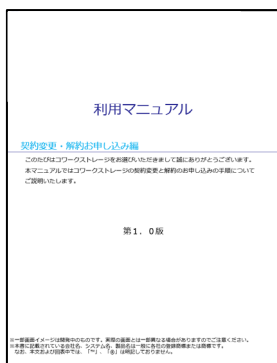 利用マニュアル
契約変更・解約お申し込み編
このたびはコワークストレージをお選びいただきまして誠にありがとうございます。
本マニュアルではコワークストレージの契約変更と解約のお申し込みの手順について
ご説明いたします。
第1．0版
※一部画面イメージは開発中のものです。実際の画面とは一部異なる場合がありますのでご注意ください。
※本書に記載されている会社名、システム名、製品名は一般に各社の登録商標または商標です。
なお、本文および図表中では、「™」、「®」は明記しておりません。